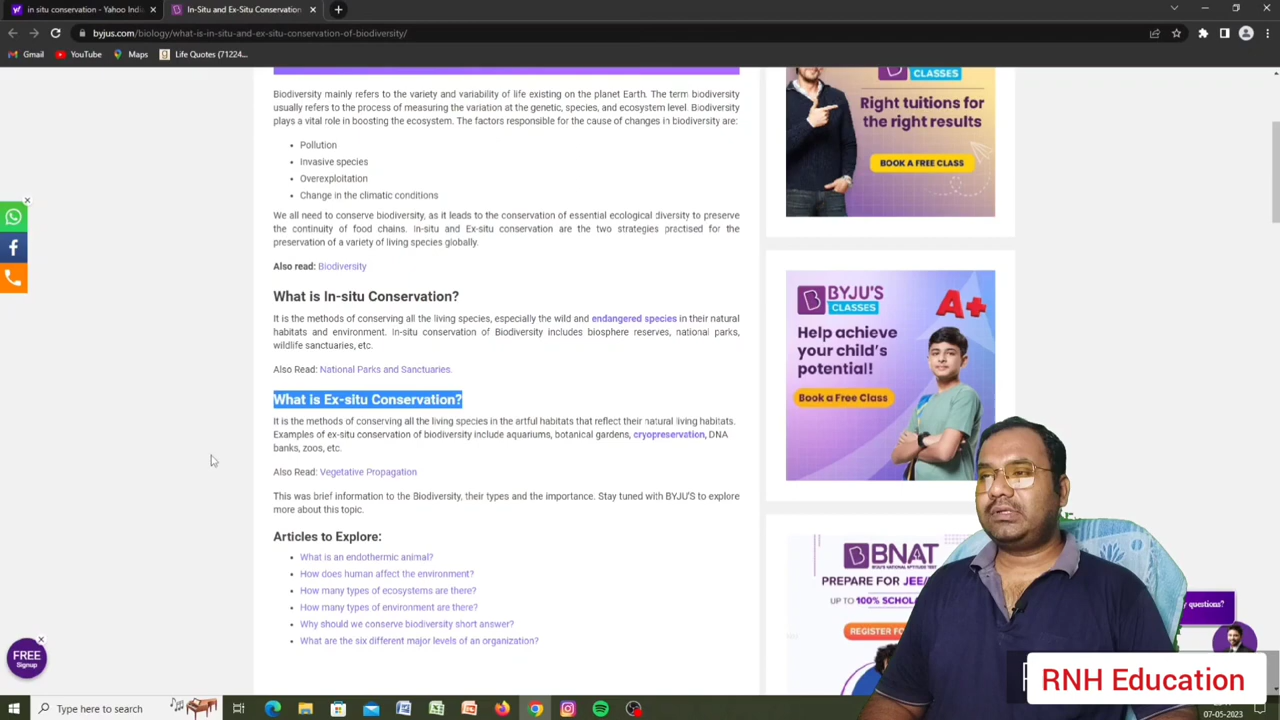 in situ conservation - Yahoo Indi
In-Situ and Ex-Situ Conservation
byjus.com/biology/what-is-in-situ-and-ex-situ-conservation-of-biodiversity/
Gmail YouTube Maps Life Quotes (71224...
Biodiversity mainly refers to the variety and variability of life existing on the planet Earth. The term biodiversity
usually refers to the process of measuring the variation at the genetic, species, and ecosystem level. Biodiversity
plays a vital role in boosting the ecosystem. The factors responsible for the cause of changes in biodiversity are:
Pollution
Invasive species
Overexploitation
Change in the climatic conditions
We all need to conserve biodiversity, as it leads to the conservation of essential ecological diversity to preserve
the continuity of food chains. In-situ and Ex-situ conservation are the two strategies practised for the
preservation of a variety of living species globally.
Also read: Biodiversity
What is In-situ Conservation?
It is the methods of conserving all the living species, especially the wild and endangered species in their natural
habitats and environment. In-situ conservation of Biodiversity includes biosphere reserves, national parks,
wildlife sanctuaries, etc.
Also Read: National Parks and Sanctuaries.
What is Ex-situ Conservation?
It is the methods of conserving all the living species in the artful habitats that reflect their natural living habitats.
Examples of ex-situ conservation of biodiversity include aquariums, botanical gardens, cryopreservation, DNA
banks, zoos, etc.
Also Read: Vegetative Propagation
This was brief information to the Biodiversity, their types and the importance. Stay tuned with BYJU'S to explore
more about this topic.
Articles to Explore:
What is an endothermic animal?
How does human affect the environment?
How many types of ecosystems are there?
How many types of environment are there?
Why should we conserve biodiversity short answer?
What are the six different major levels of an organization?
CLASSES
Right tuitions for
the right results
BOOK A FREE CLASS
BYJU'S
CLASSES
A+
Help achieve
your child's
potential!
Book a Free Class
BNAT
BYJU'S NATIONAL APTITUDE TEST
PREPARE FOR JEE/
UP TO 100% SCHOL
REGISTER FO
questions?
FREE
Signup
RNH Education
Type here to search
07-05-2023